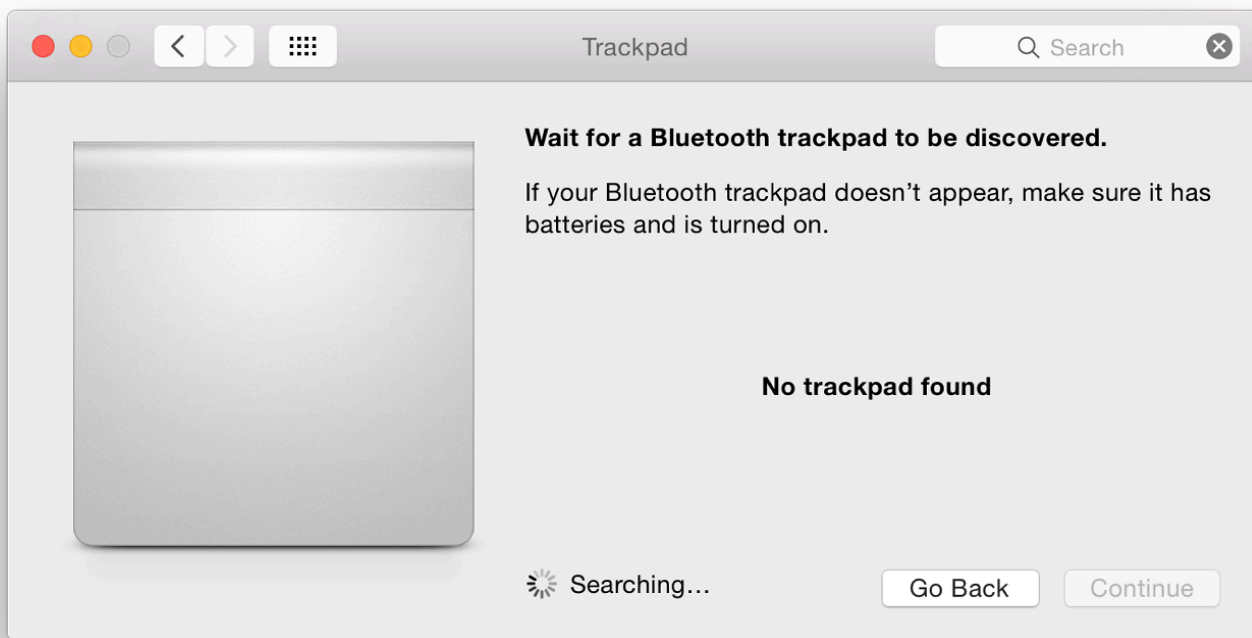 Trackpad
Search
Wait for a Bluetooth trackpad to be discovered.
If your Bluetooth trackpad doesn’t appear, make sure it has
batteries and is turned on.
No trackpad found
Searching…
Go Back
Continue